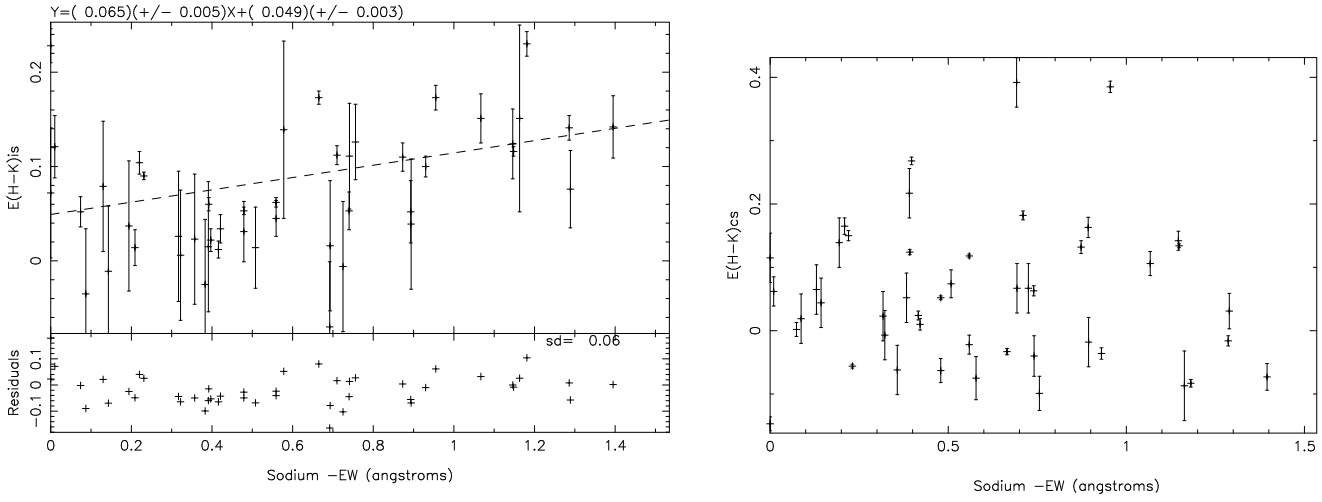 Y=( 0.065)(+/− 0.005)X+( 0.049)(+/− 0.003)
E(H−K)is
0.2
0.1
0
sd= 0.06
Residuals
0.1
0
−0.1
0 0.2 0.4 0.6 0.8 1 1.2 1.4
Sodium −EW (angstroms)
E(H−K)cs
0.4
0.2
0
0 0.5 1 1.5
Sodium −EW (angstroms)